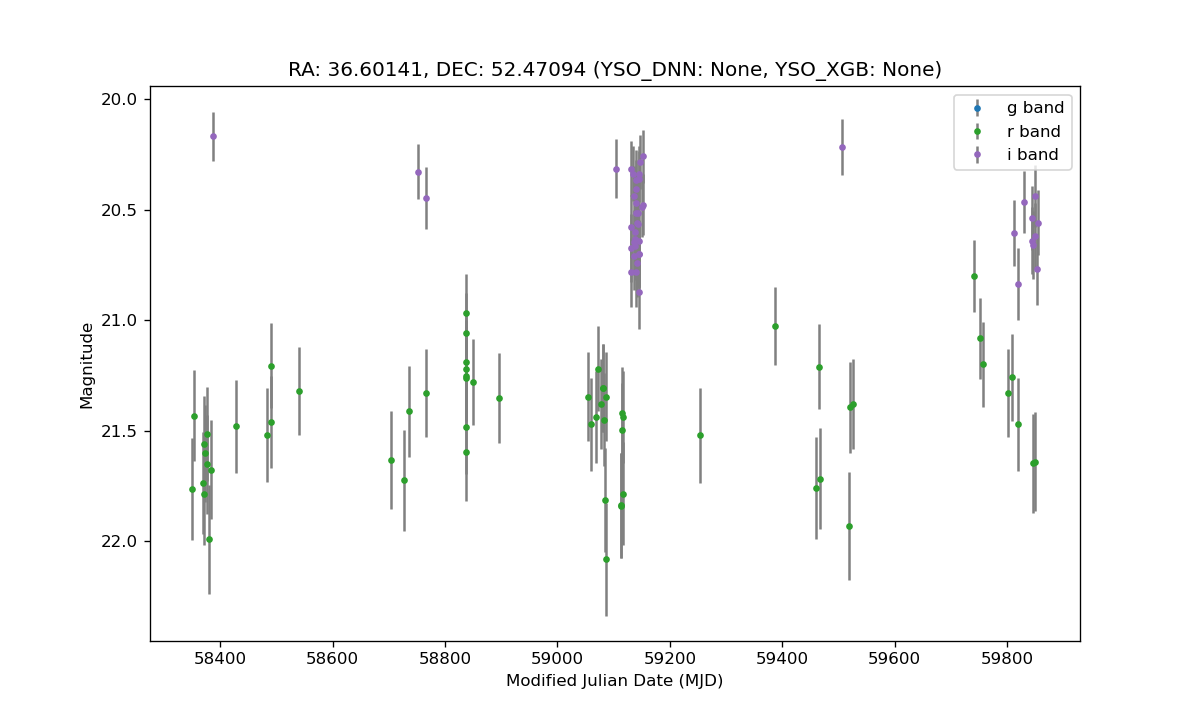 RA: 36.60141, DEC: 52.47094 (YSO_DNN: None, YSO_XGB: None)
g band
r band
i band
20.0
20.5
21.0
21.5
22.0
Magnitude
58400 58600 58800 59000 59200 59400 59600 59800
Modified Julian Date (MJD)